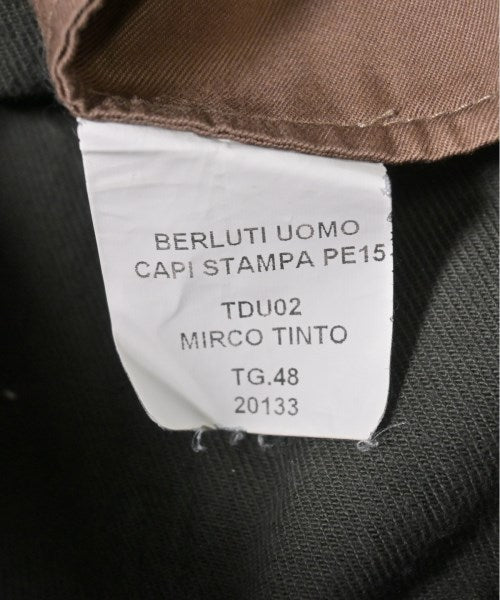 BERLUTI UOMO
CAPI STAMPA PE15
TDU02
MIRCO TINTO
TG.48
20133